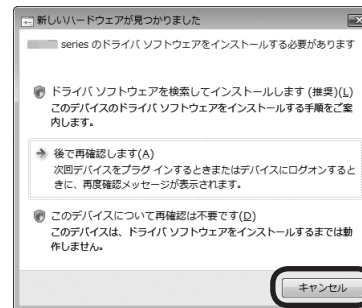 新しいハードウェアが見つかりました
series のドライバ ソフトウェアをインストールする必要があります
ドライバ ソフトウェアを検索してインストールします (推奨)(L)
このデバイスのドライバ ソフトウェアをインストールする手順をご案
内します。
後で再確認します(A)
次回デバイスをプラグ インするときまたはデバイスにログオンすると
きに、再度確認メッセージが表示されます。
このデバイスについて再確認は不要です(D)
このデバイスは、ドライバ ソフトウェアをインストールするまでは動
作しません。
キャンセル